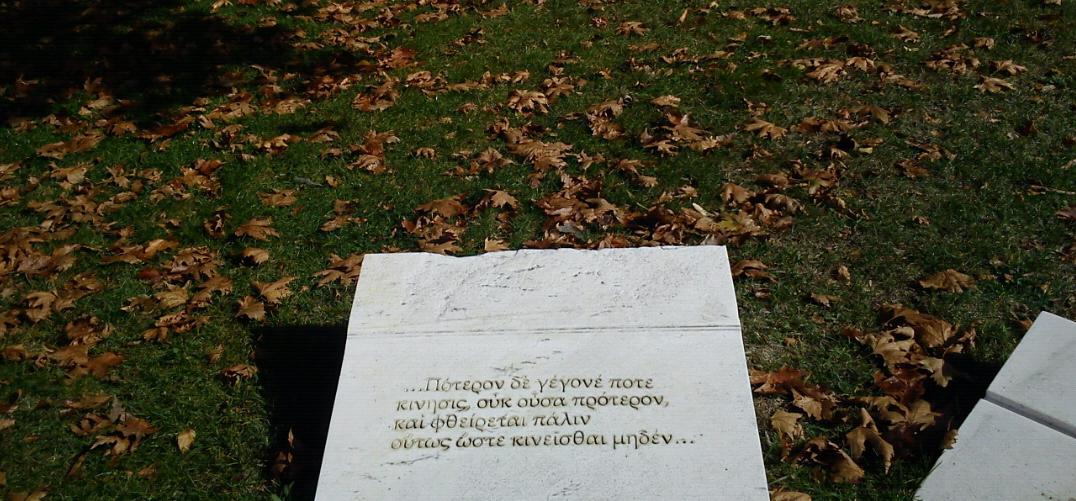 ...Πότερον δὲ γέγονέ ποτε
κίνησις, οὐκ οὖσα πρότερον,
καὶ φθείρεται πάλιν
οὕτως ὥστε κινεῖσθαι μηδέν...